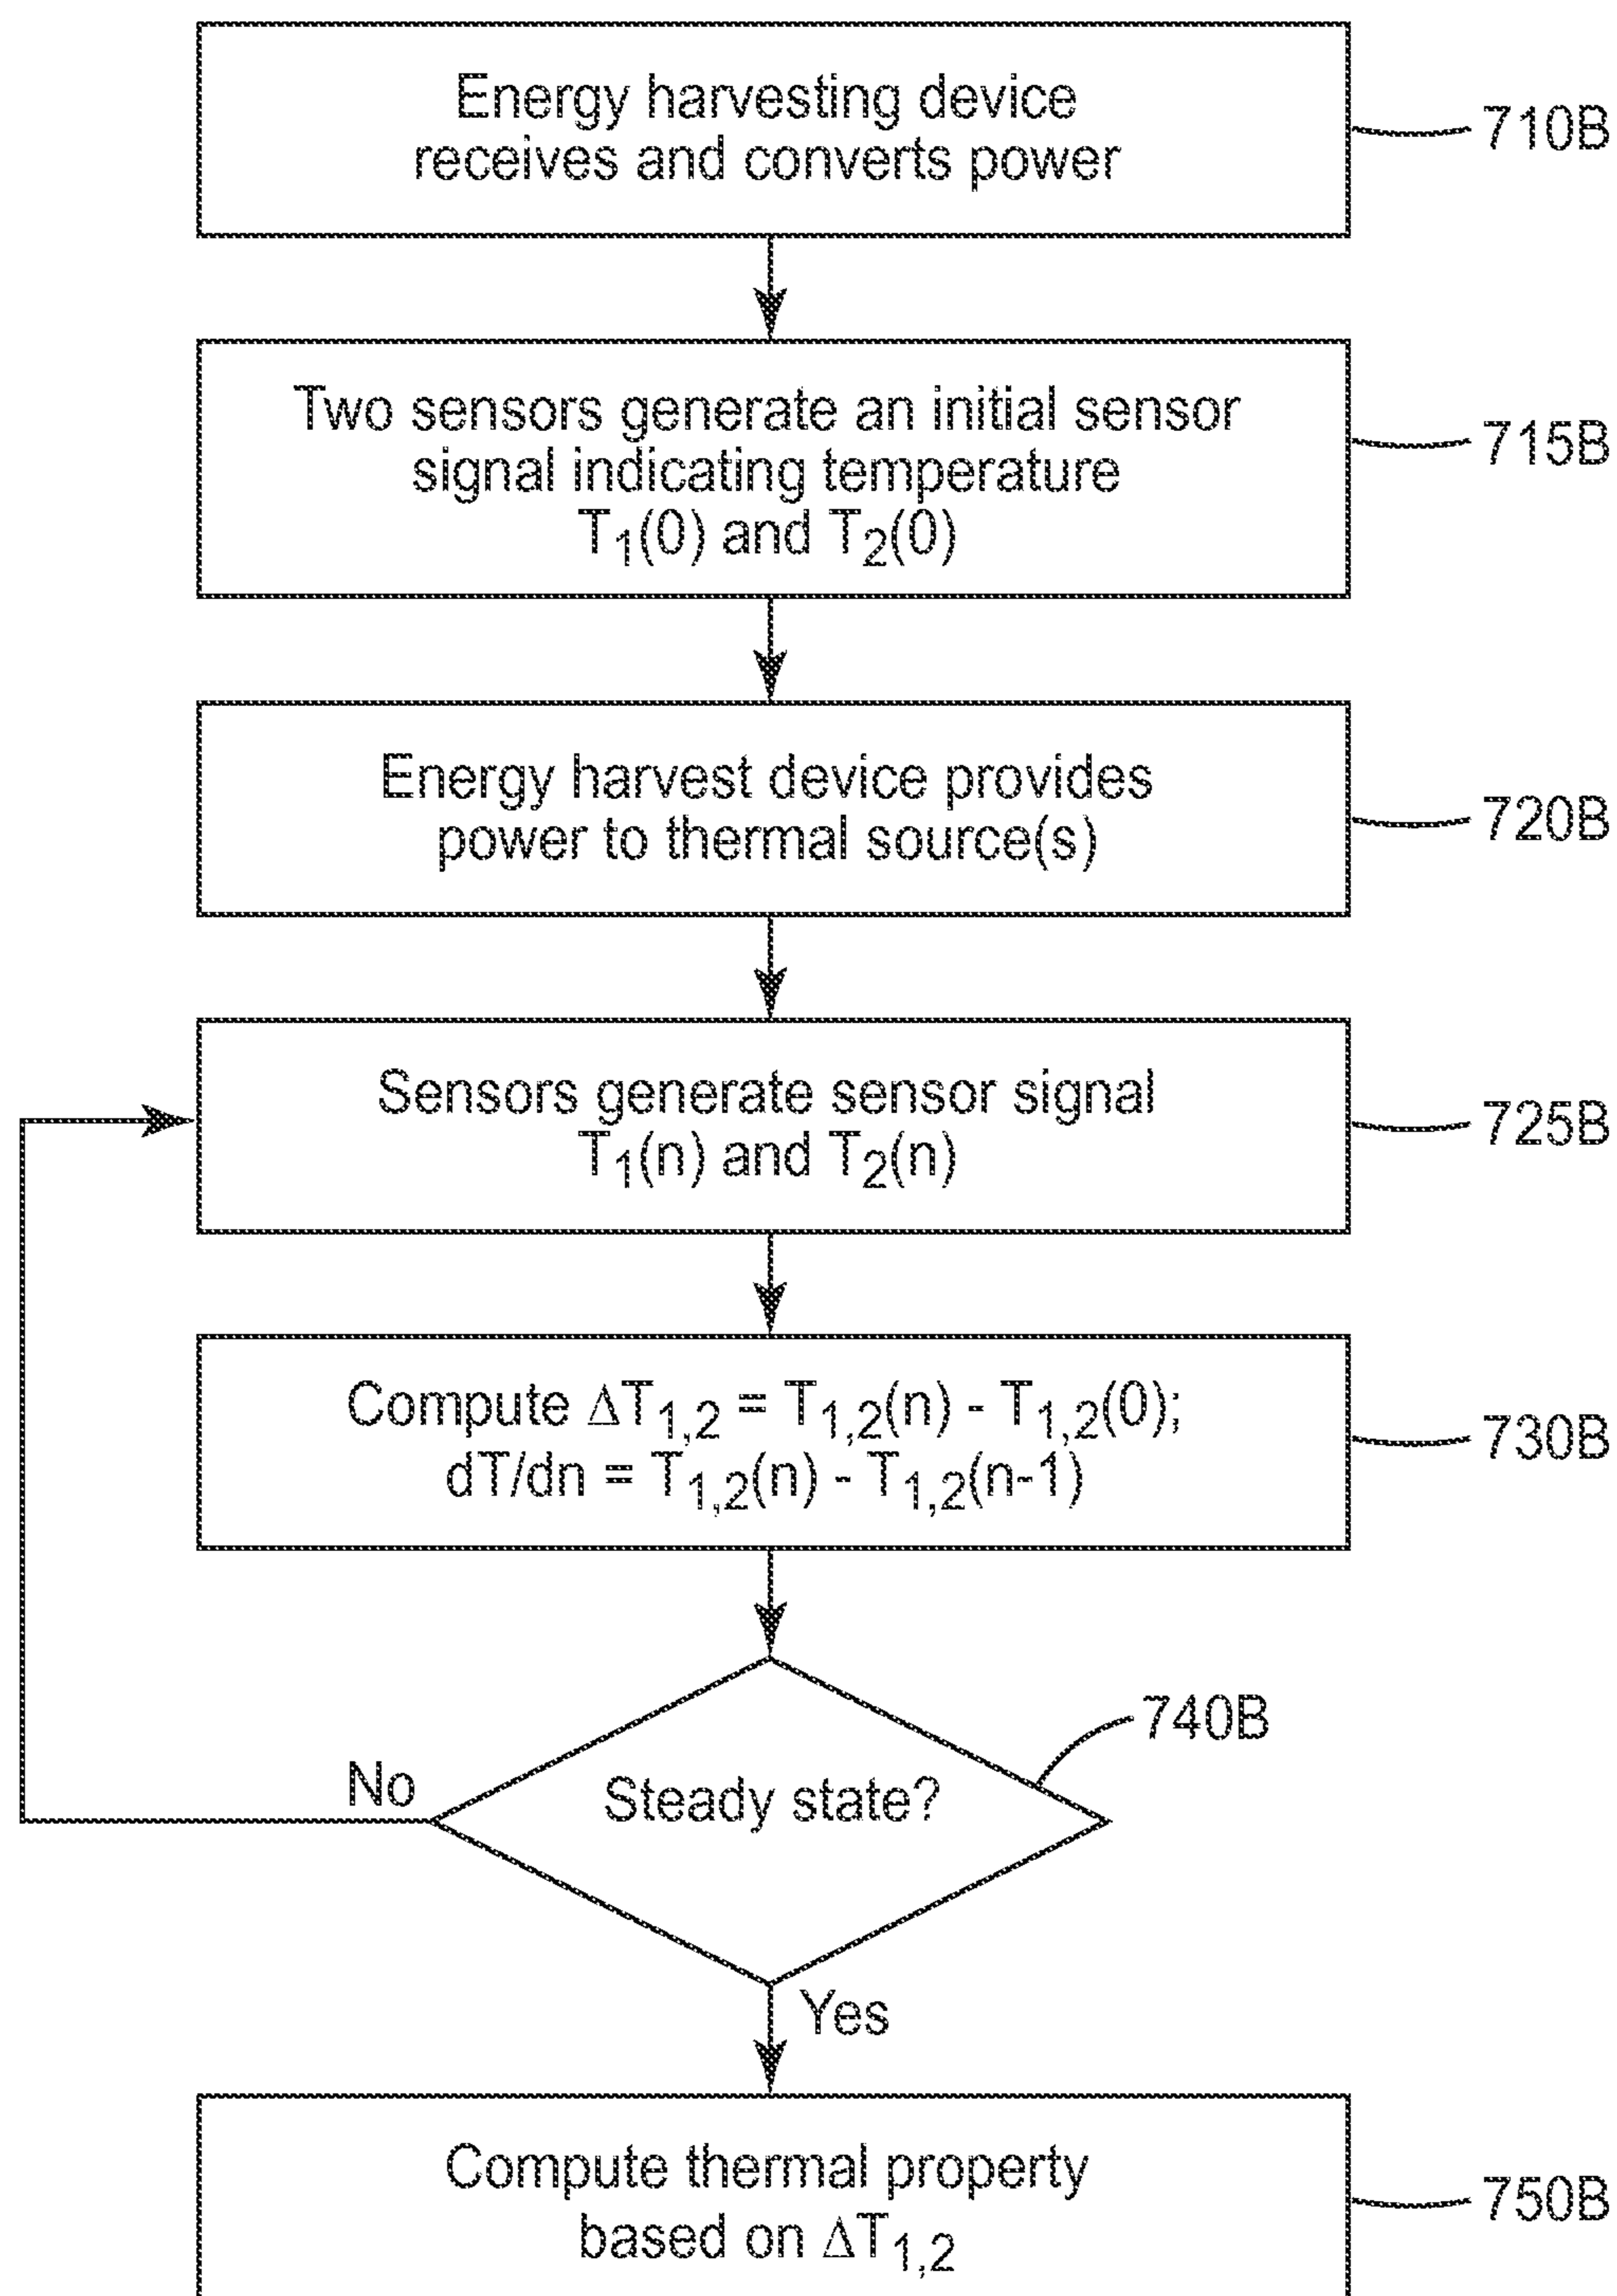 Energy harvesting device
receives and converts power
710B
Two sensors generate an initial sensor
signal indicating temperature
T₁(0) and T₂(0)
715B
Energy harvest device provides
power to thermal source(s)
720B
Sensors generate sensor signal
T₁(n) and T₂(n)
725B
Compute ΔT₁,₂ = T₁,₂(n) - T₁,₂(0);
dT/dn = T₁,₂(n) - T₁,₂(n-1)
730B
740B
No
Steady state?
Yes
Compute thermal property
based on ΔT₁,₂
750B